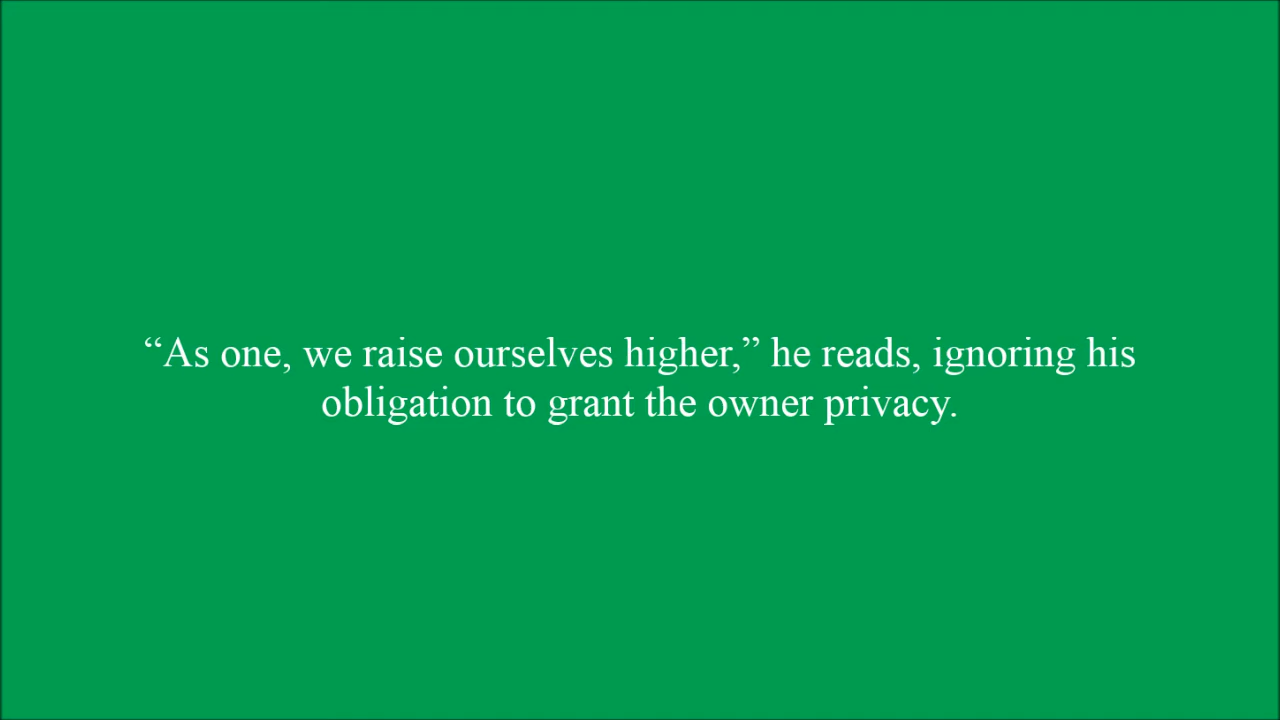 “As one, we raise ourselves higher,” he reads, ignoring his
obligation to grant the owner privacy.